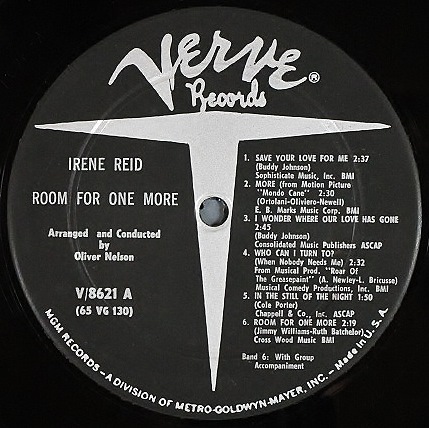 Verve®
Records
IRENE REID
ROOM FOR ONE MORE
Arranged and Conducted
by
Oliver Nelson
V/8621 A
(65 VG 130)
1. SAVE YOUR LOVE FOR ME 2:37
(Buddy Johnson)
Sophisticate Music, Inc. BMI
2. MORE (from Motion Picture
"Mondo Cane" 2:30
(Ortolani-Oliviero-Newell)
E. B. Marks Music Corp. BMI
3. I WONDER WHERE OUR LOVE HAS GONE
2:45
(Buddy Johnson)
Consolidated Music Publishers ASCAP
4. WHO CAN I TURN TO?
(When Nobody Needs Me) 2:32
From Musical Prod. "Roar Of
The Greasepaint" (A. Newley-L. Bricusse)
Musical Comedy Productions, Inc. BMI
5. IN THE STILL OF THE NIGHT 1:50
(Cole Porter)
Chappell & Co., Inc. ASCAP
6. ROOM FOR ONE MORE 2:19
(Jimmy Williams-Ruth Batchelor)
Cross Wood Music BMI
Band 6: With Group
Accompaniment
MGM RECORDS - A DIVISION OF METRO-GOLDWYN-MAYER, INC. - Made in U.S.A.